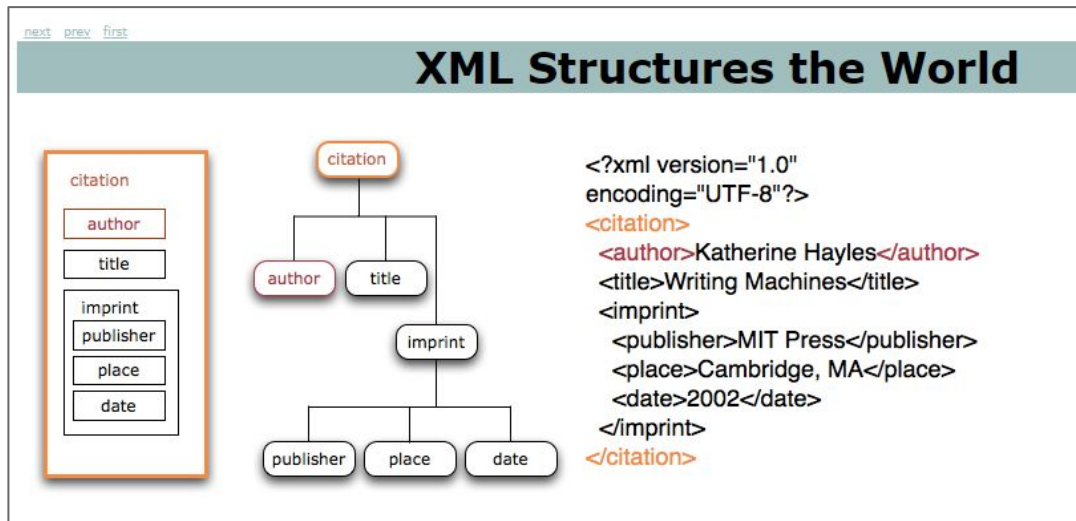 next prev first
XML Structures the World
citation
author
title
imprint
publisher
place
date
citation
author title
imprint
publisher place date
<?xml version="1.0"
encoding="UTF-8"?>
<citation>
<author>Katherine Hayles</author>
<title>Writing Machines</title>
<imprint>
<publisher>MIT Press</publisher>
<place>Cambridge, MA</place>
<date>2002</date>
</imprint>
</citation>